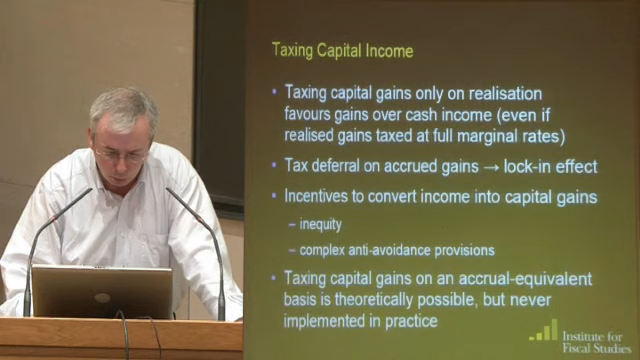 Taxing Capital Income
• Taxing capital gains only on realisation
favours gains over cash income (even if
realised gains taxed at full marginal rates)
• Tax deferral on accrued gains → lock-in effect
• Incentives to convert income into capital gains
– inequity
– complex anti-avoidance provisions
• Taxing capital gains on an accrual-equivalent
basis is theoretically possible, but never
implemented in practice
Institute for
Fiscal Studies